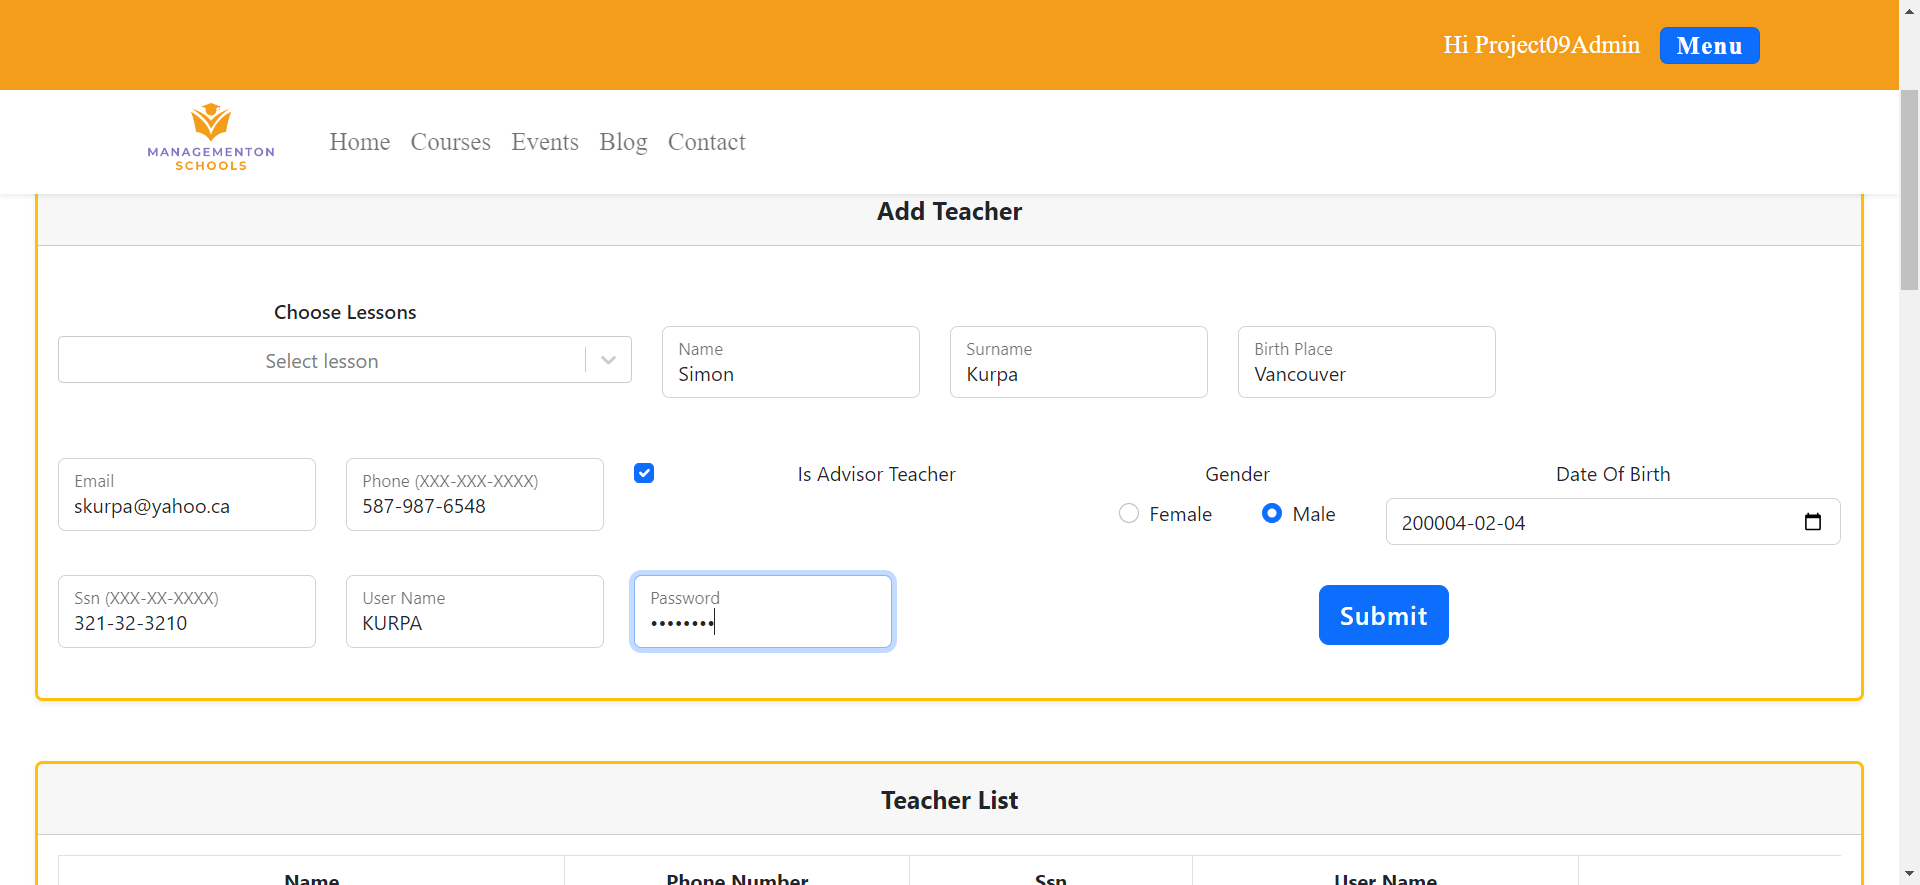 Hi Project09Admin Menu
MANAGEMENTON
SCHOOLS
Home Courses Events Blog Contact
Add Teacher
Choose Lessons
Select lesson
Name
Simon
Surname
Kurpa
Birth Place
Vancouver
Email
skurpa@yahoo.ca
Phone (XXX-XXX-XXXX)
587-987-6548
Is Advisor Teacher
Gender
Female Male
Date Of Birth
200004-02-04
Ssn (XXX-XX-XXXX)
321-32-3210
User Name
KURPA
Password
••••••••
Submit
Teacher List
Name Phone Number Ssn User Name